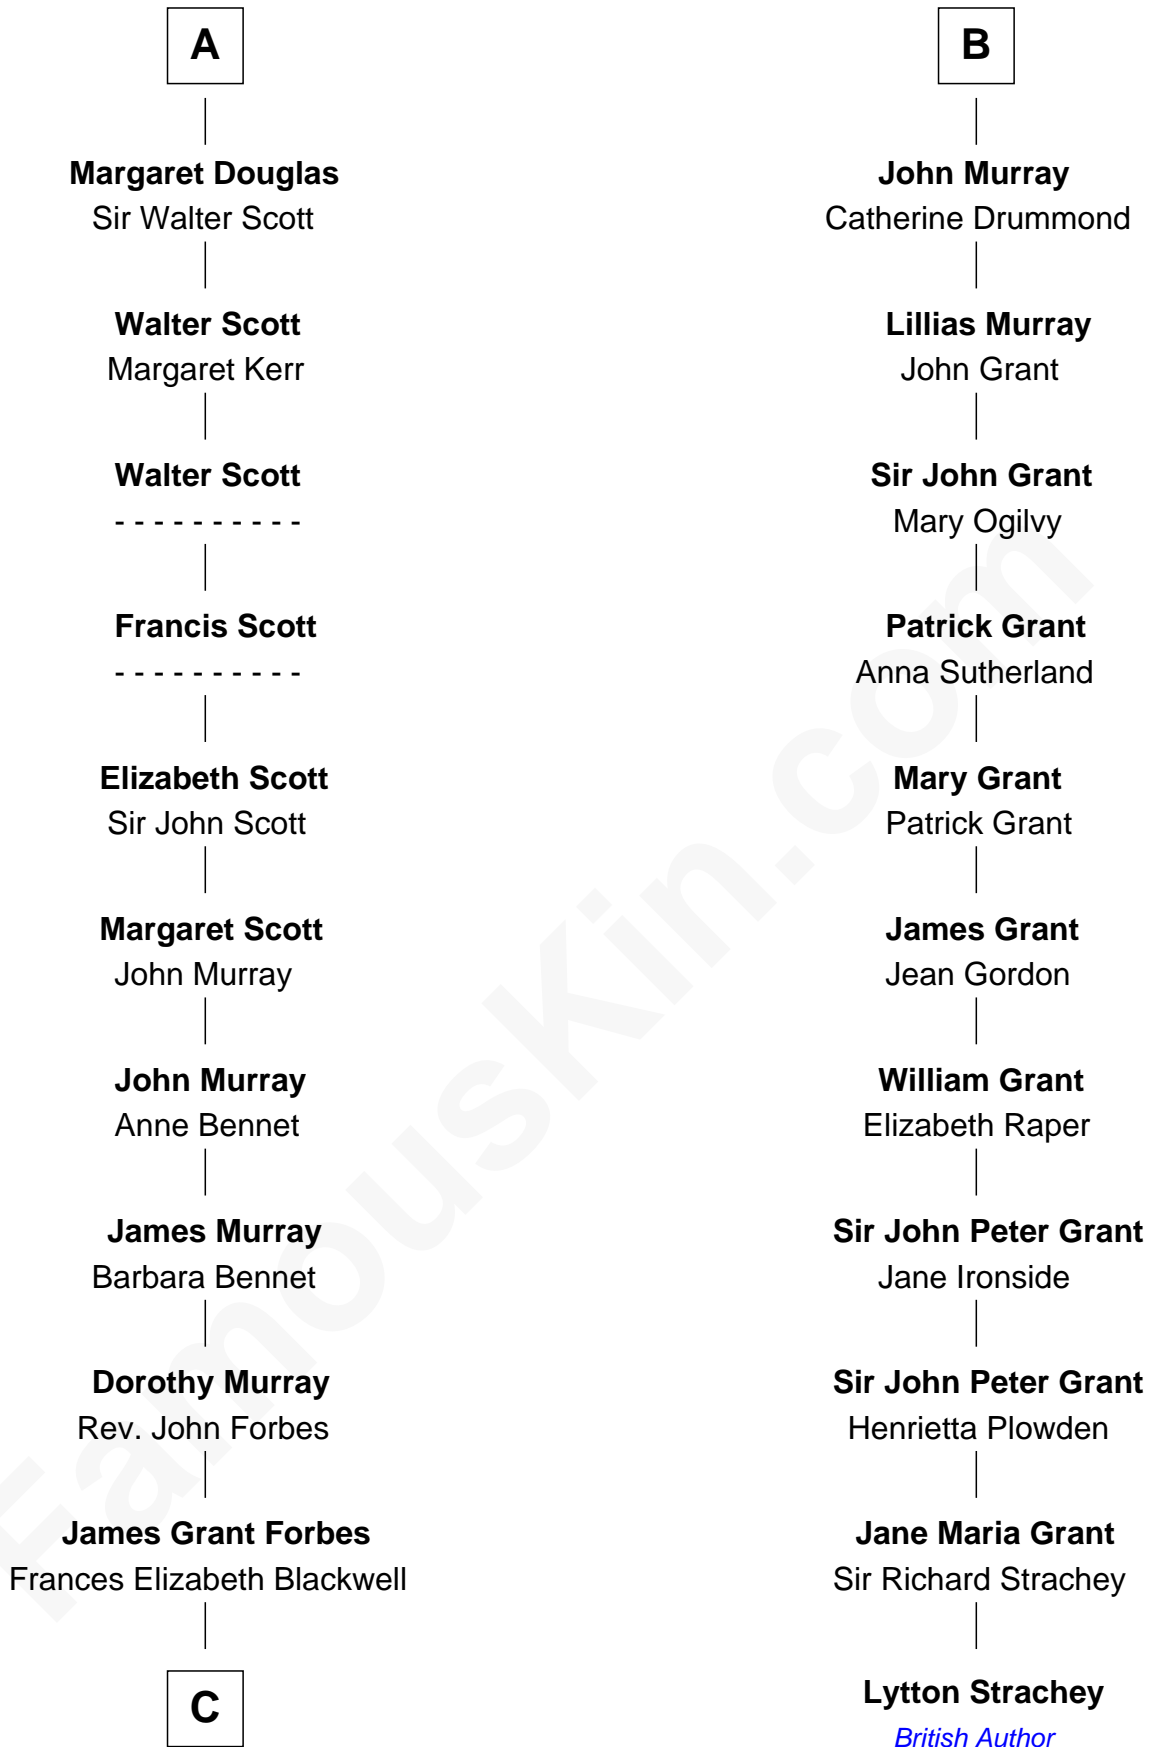 A
Margaret Douglas
Sir Walter Scott
Walter Scott
Margaret Kerr
Walter Scott
- - - - - - - - - -
Francis Scott
- - - - - - - - - -
Elizabeth Scott
Sir John Scott
Margaret Scott
John Murray
John Murray
Anne Bennet
James Murray
Barbara Bennet
Dorothy Murray
Rev. John Forbes
James Grant Forbes
Frances Elizabeth Blackwell
C
B
John Murray
Catherine Drummond
Lillias Murray
John Grant
Sir John Grant
Mary Ogilvy
Patrick Grant
Anna Sutherland
Mary Grant
Patrick Grant
James Grant
Jean Gordon
William Grant
Elizabeth Raper
Sir John Peter Grant
Jane Ironside
Sir John Peter Grant
Henrietta Plowden
Jane Maria Grant
Sir Richard Strachey
Lytton Strachey
British Author
FamousKin.com